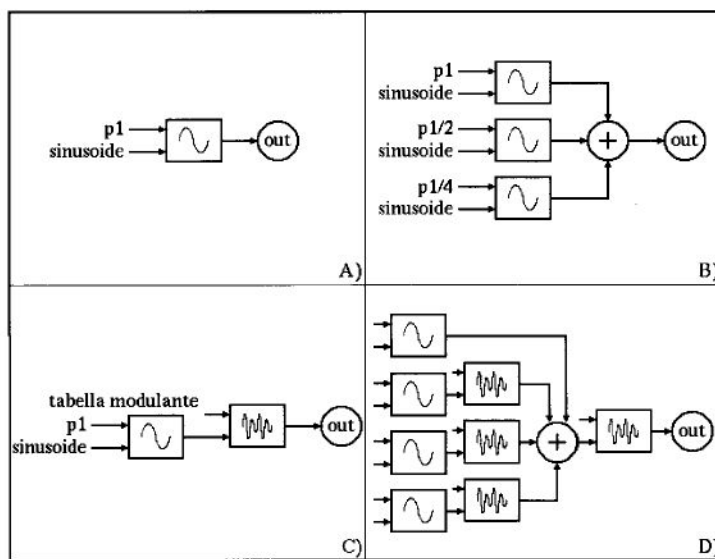 p1
sinusoide
out
A)
p1
sinusoide
p1/2
sinusoide
p1/4
sinusoide
+
out
B)
tabella modulante
p1
sinusoide
out
C)
+
out
D)